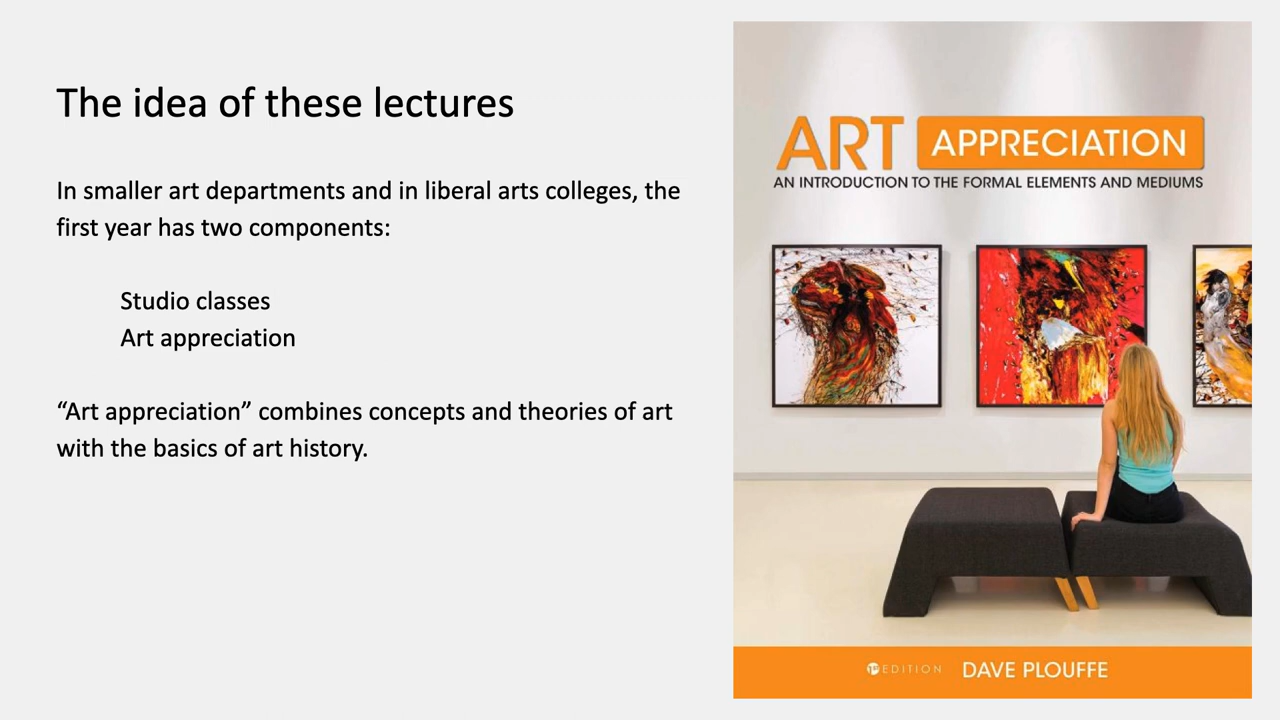 The idea of these lectures
In smaller art departments and in liberal arts colleges, the
first year has two components:
Studio classes
Art appreciation
“Art appreciation” combines concepts and theories of art
with the basics of art history.
ART APPRECIATION
AN INTRODUCTION TO THE FORMAL ELEMENTS AND MEDIUMS
1ST EDITION DAVE PLOUFFE